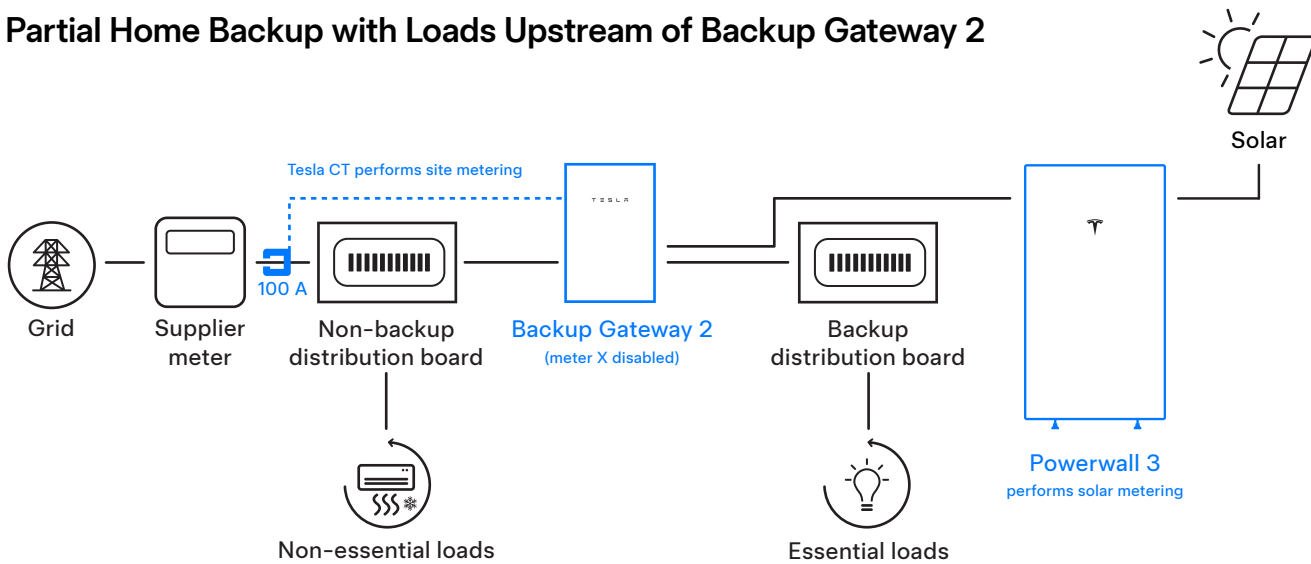 Partial Home Backup with Loads Upstream of Backup Gateway 2
Solar
Tesla CT performs site metering
TESLA
100 A
Grid
Supplier
meter
Non-backup
distribution board
Backup Gateway 2
(meter X disabled)
Backup
distribution board
Powerwall 3
performs solar metering
Non-essential loads
Essential loads